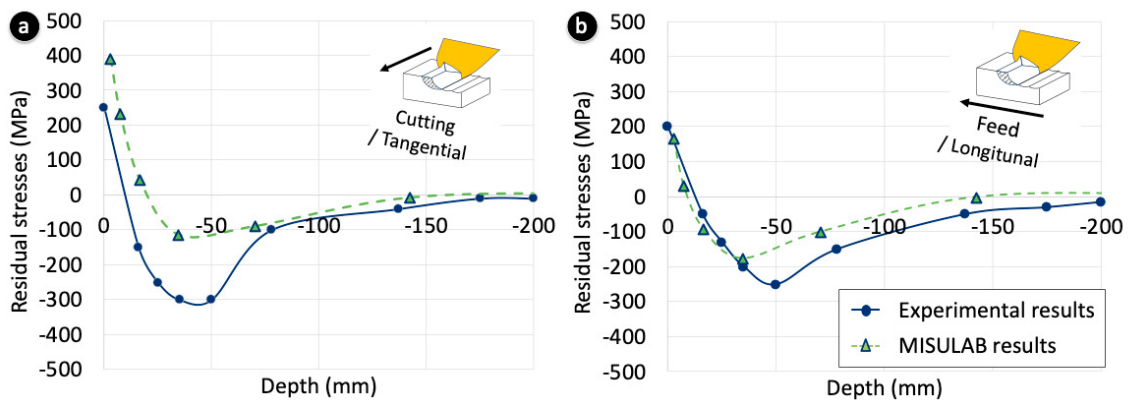 a
500
400
300
200
100
0
-100
-200
-300
-400
-500
Residual stresses (MPa)
0 -50 -100 -150 -200
Depth (mm)
Cutting
/ Tangential
b
500
400
300
200
100
0
-100
-200
-300
-400
-500
Residual stresses (MPa)
0 -50 -100 -150 -200
Depth (mm)
Feed
/ Longitunal
Experimental results
MISULAB results